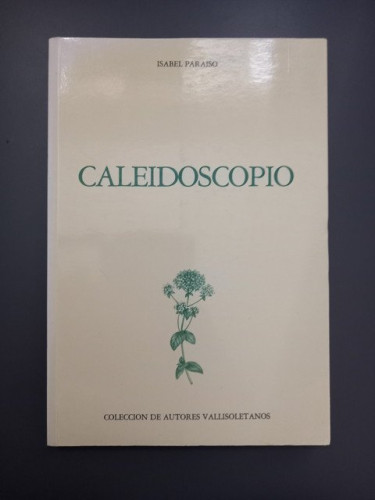 ISABEL PARAISO
CALEIDOSCOPIO
COLECCION DE AUTORES VALLISOLETANOS